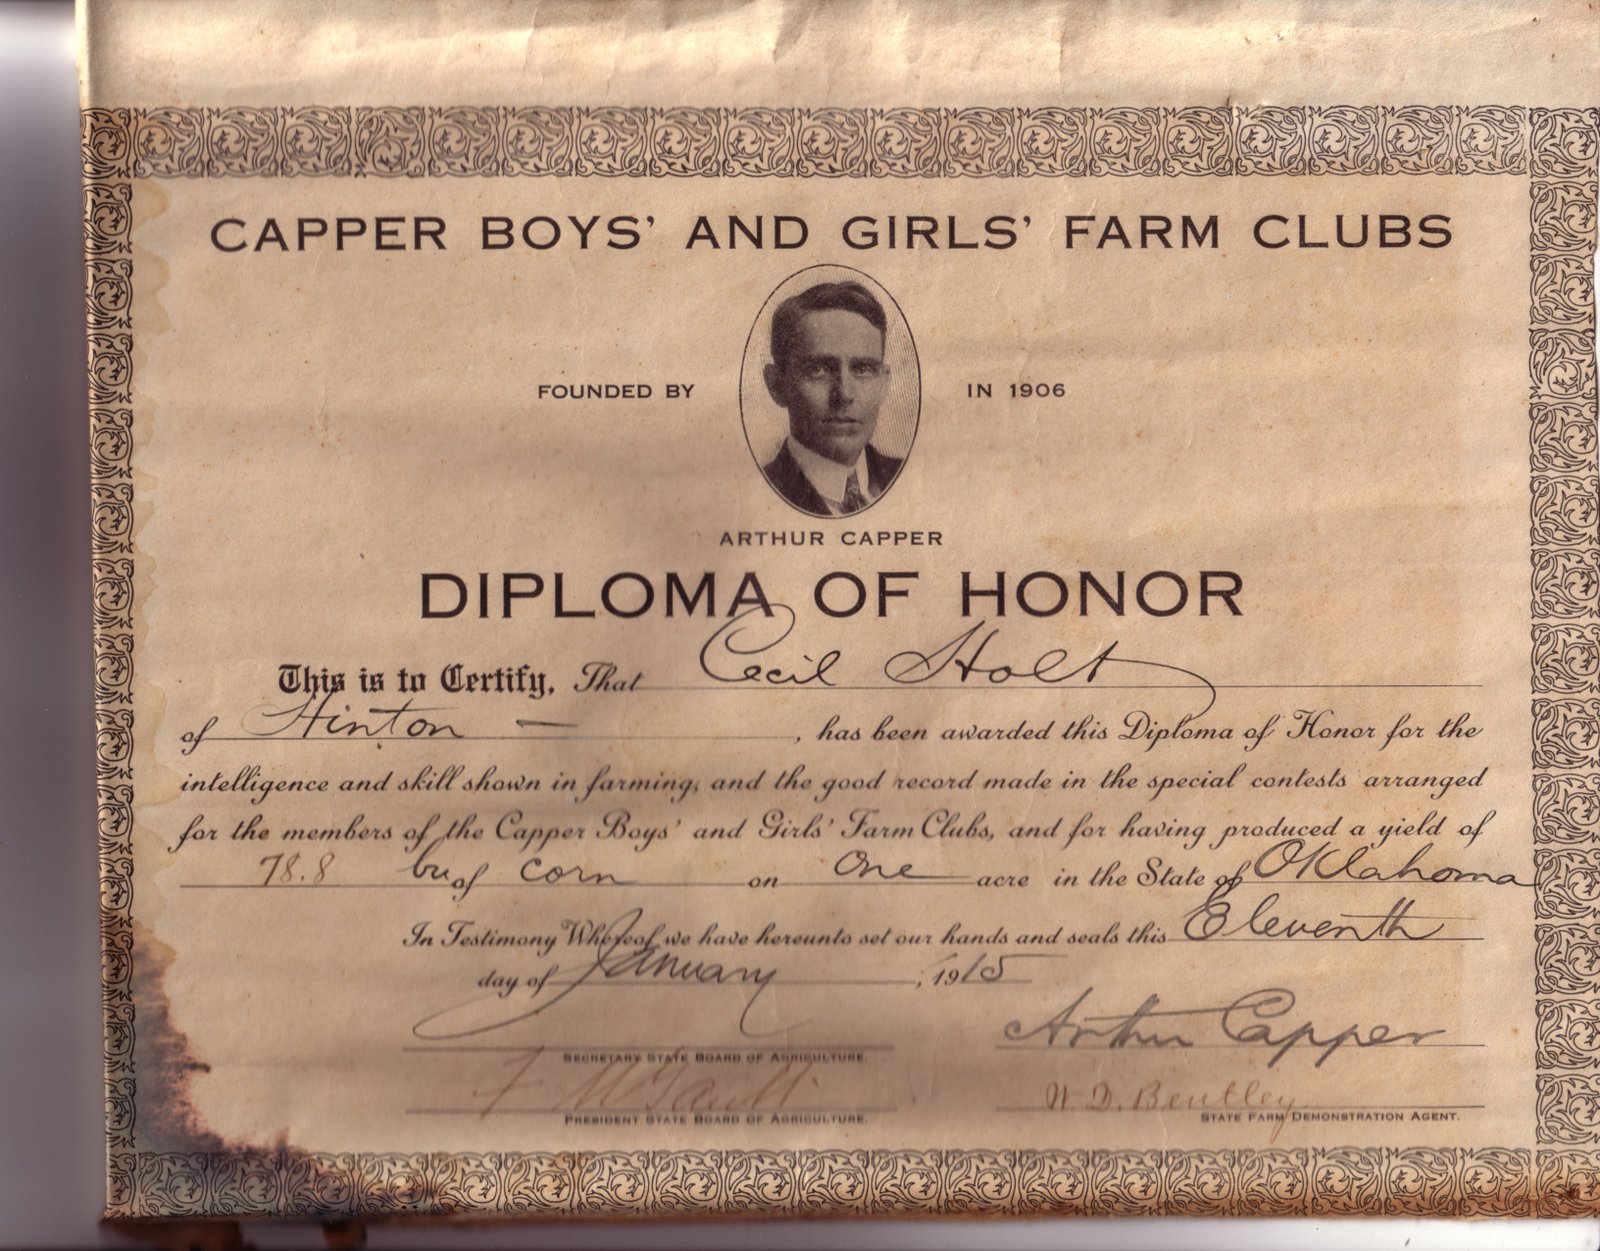 CAPPER BOYS' AND GIRLS' FARM CLUBS
FOUNDED BY IN 1906
ARTHUR CAPPER
DIPLOMA OF HONOR
This is to Certify, That Cecil Holt
of Hinton — , has been awarded this Diploma of Honor for the
intelligence and skill shown in farming, and the good record made in the special contests arranged
for the members of the Capper Boys' and Girls' Farm Clubs, and for having produced a yield of
78.8 bu of corn on One acre in the State of Oklahoma
In Testimony Whereof we have hereunto set our hands and seals this Eleventh
day of January, 1915
Arthur Capper
SECRETARY STATE BOARD OF AGRICULTURE.
F W. D. Bentley
PRESIDENT STATE BOARD OF AGRICULTURE. STATE FARM DEMONSTRATION AGENT.